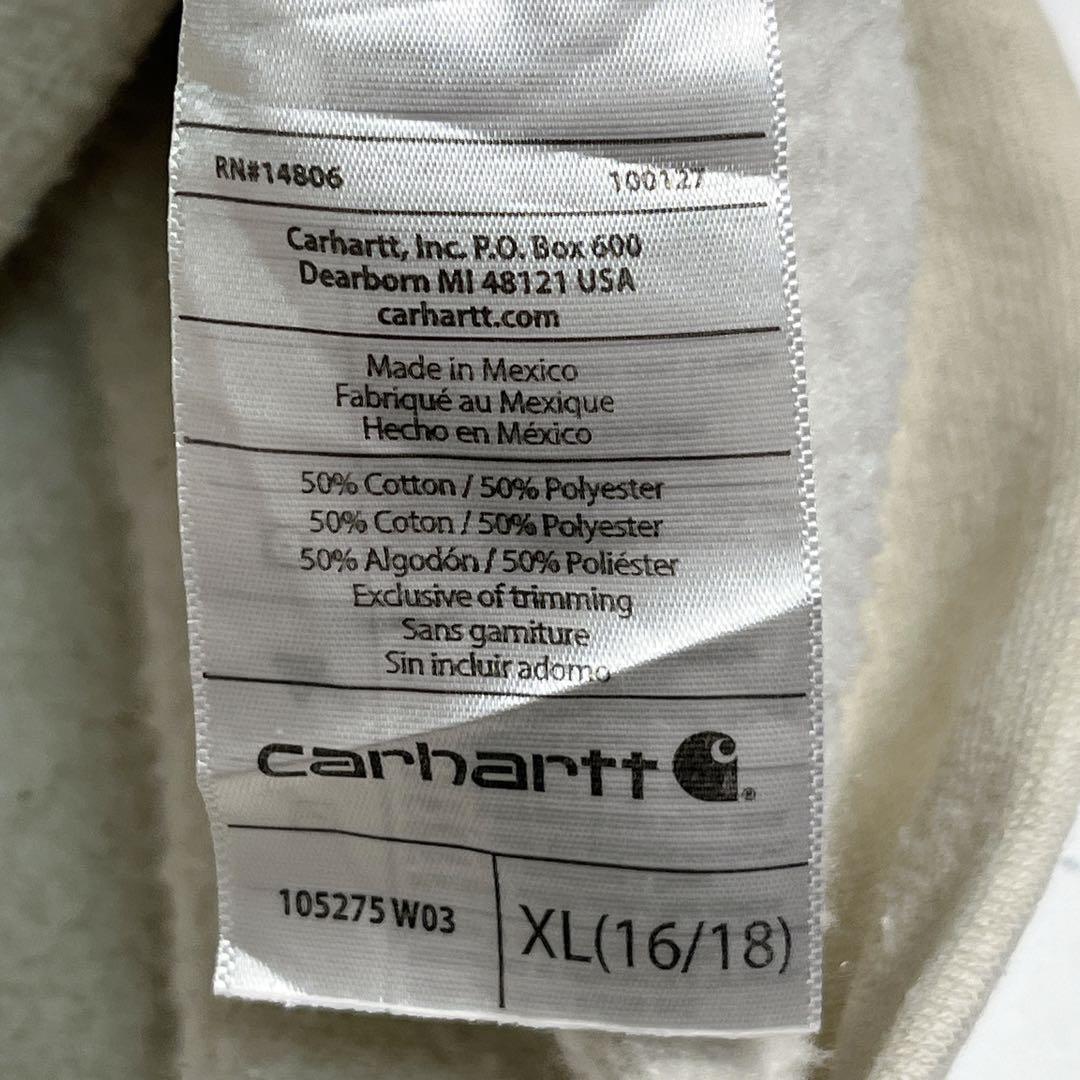 RN#14806 100127
Carhartt, Inc. P.O. Box 600
Dearborn MI 48121 USA
carhartt.com
Made in Mexico
Fabriqué au Mexique
Hecho en México
50% Cotton / 50% Polyester
50% Coton / 50% Polyester
50% Algodón / 50% Poliéster
Exclusive of trimming
Sans garniture
Sin incluir adorno
carhartt ®
105275 W03 XL(16/18)